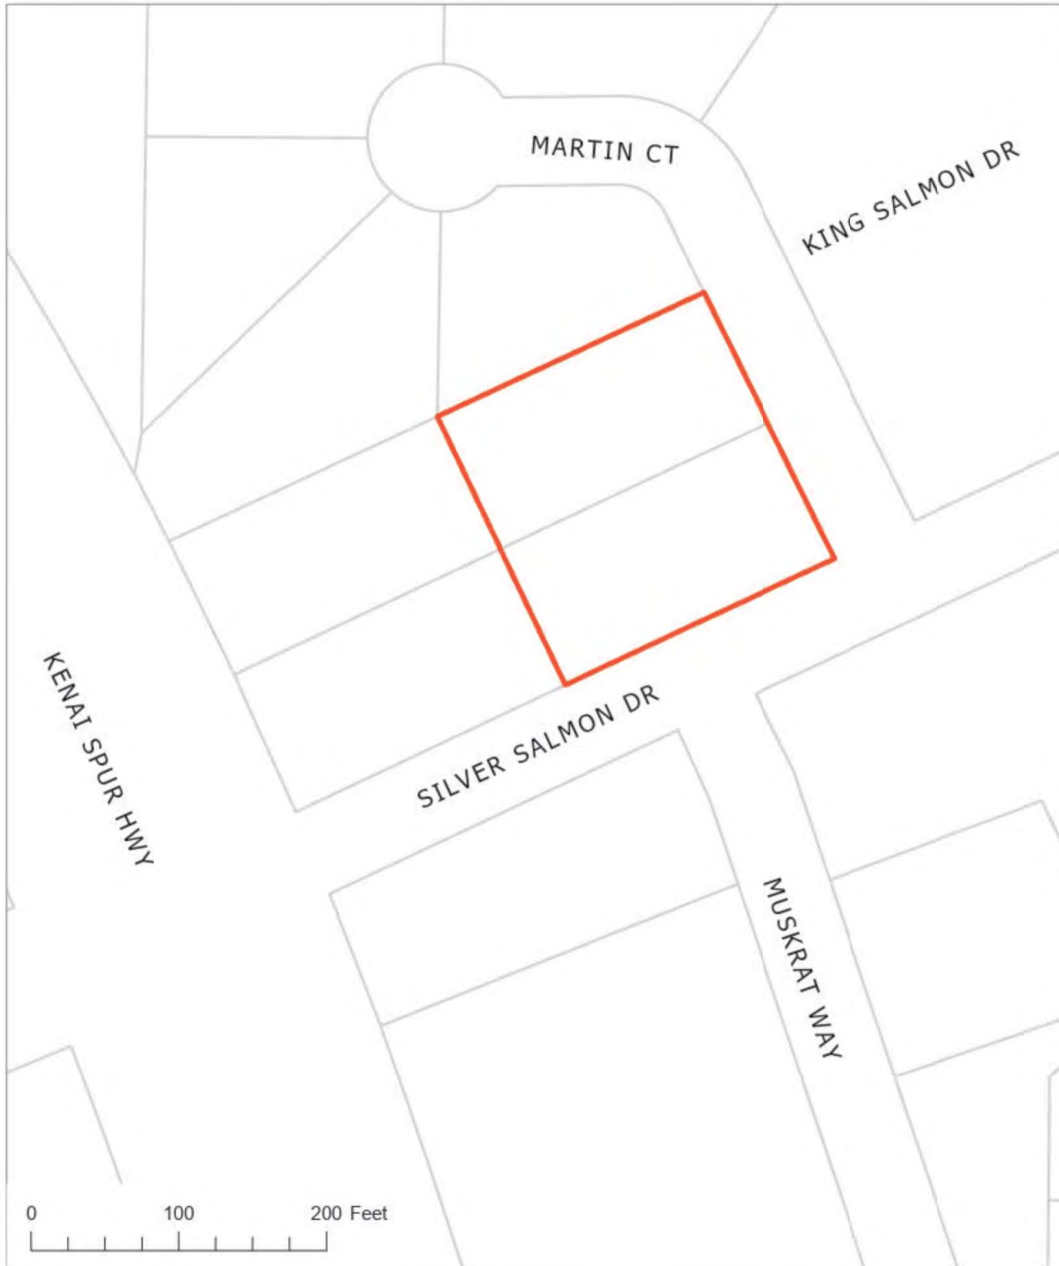 MARTIN CT
KING SALMON DR
KENAI SPUR HWY
SILVER SALMON DR
MUSKRAT WAY
0 100 200 Feet